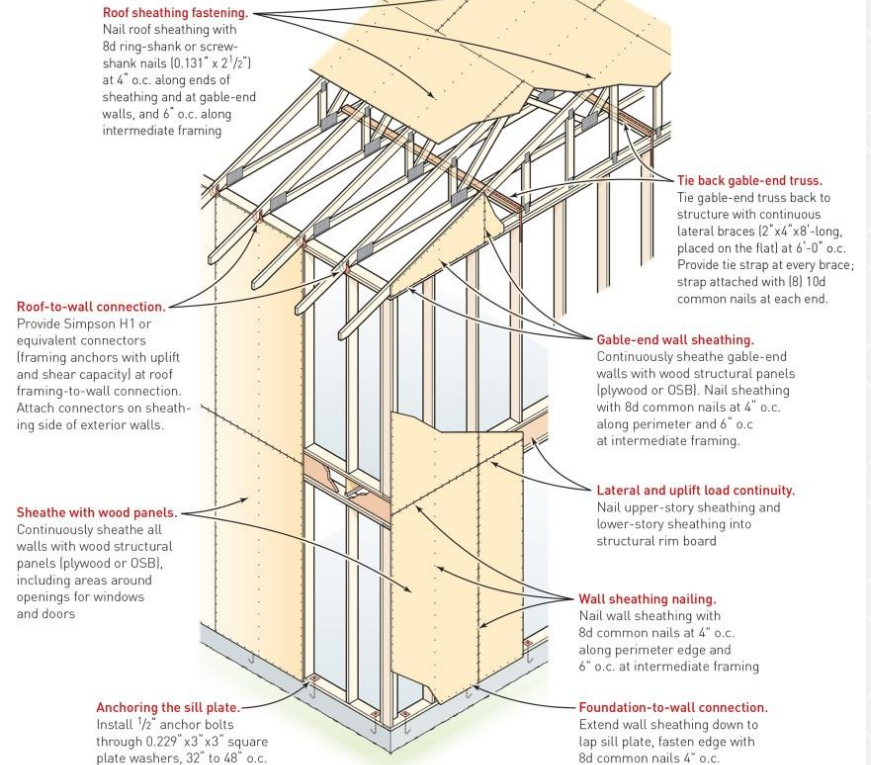 Roof sheathing fastening.
Nail roof sheathing with
8d ring-shank or screw-
shank nails (0.131" x 2 1/2")
at 4" o.c. along ends of
sheathing and at gable-end
walls, and 6" o.c. along
intermediate framing
Tie back gable-end truss.
Tie gable-end truss back to
structure with continuous
lateral braces (2"x4"x8'-long,
placed on the flat) at 6'-0" o.c.
Provide tie strap at every brace;
strap attached with (8) 10d
common nails at each end.
Roof-to-wall connection.
Provide Simpson H1 or
equivalent connectors
(framing anchors with uplift
and shear capacity) at roof
framing-to-wall connection.
Attach connectors on sheath-
ing side of exterior walls.
Gable-end wall sheathing.
Continuously sheathe gable-end
walls with wood structural panels
(plywood or OSB). Nail sheathing
with 8d common nails at 4" o.c.
along perimeter and 6" o.c
at intermediate framing.
Lateral and uplift load continuity.
Nail upper-story sheathing and
lower-story sheathing into
structural rim board
Sheathe with wood panels.
Continuously sheathe all
walls with wood structural
panels (plywood or OSB),
including areas around
openings for windows
and doors
Wall sheathing nailing.
Nail wall sheathing with
8d common nails at 4" o.c.
along perimeter edge and
6" o.c. at intermediate framing
Anchoring the sill plate.
Install 1/2" anchor bolts
through 0.229"x3"x3" square
plate washers, 32" to 48" o.c.
Foundation-to-wall connection.
Extend wall sheathing down to
lap sill plate, fasten edge with
8d common nails 4" o.c.